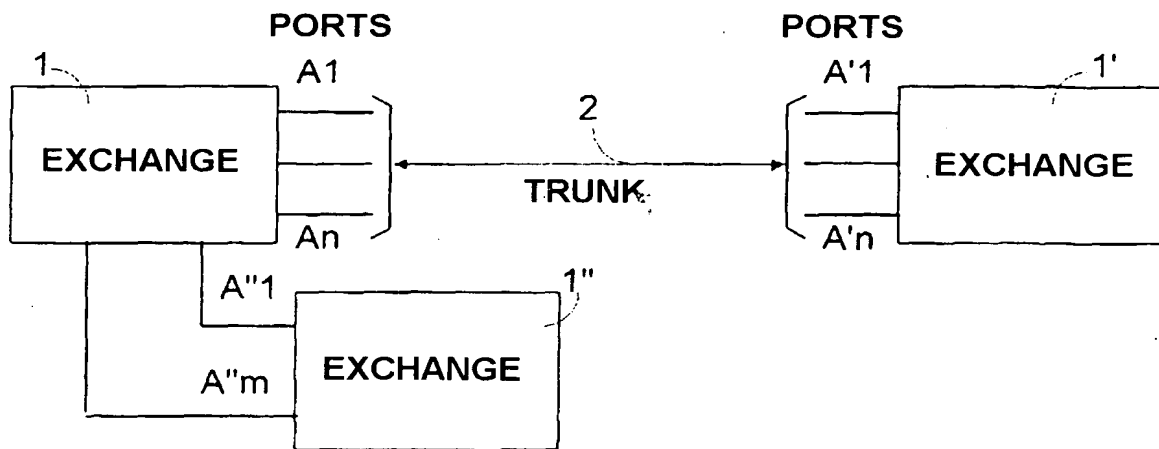 PORTS
PORTS
1
A1
2
A'1
1'
EXCHANGE
TRUNK
EXCHANGE
An
A'n
A"1
1"
EXCHANGE
A"m